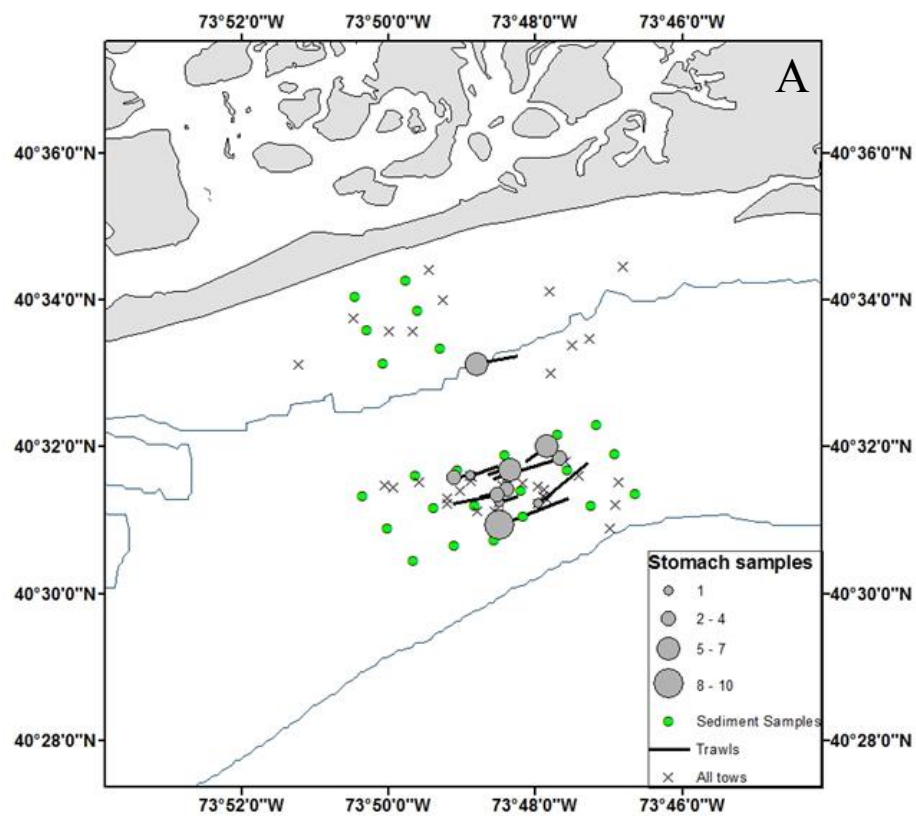 73°52'0"W 73°50'0"W 73°48'0"W 73°46'0"W
A
40°36'0"N 40°36'0"N
40°34'0"N 40°34'0"N
40°32'0"N 40°32'0"N
40°30'0"N 40°30'0"N
40°28'0"N 40°28'0"N
Stomach samples
1
2 - 4
5 - 7
8 - 10
Sediment Samples
Trawls
All tows
73°52'0"W 73°50'0"W 73°48'0"W 73°46'0"W